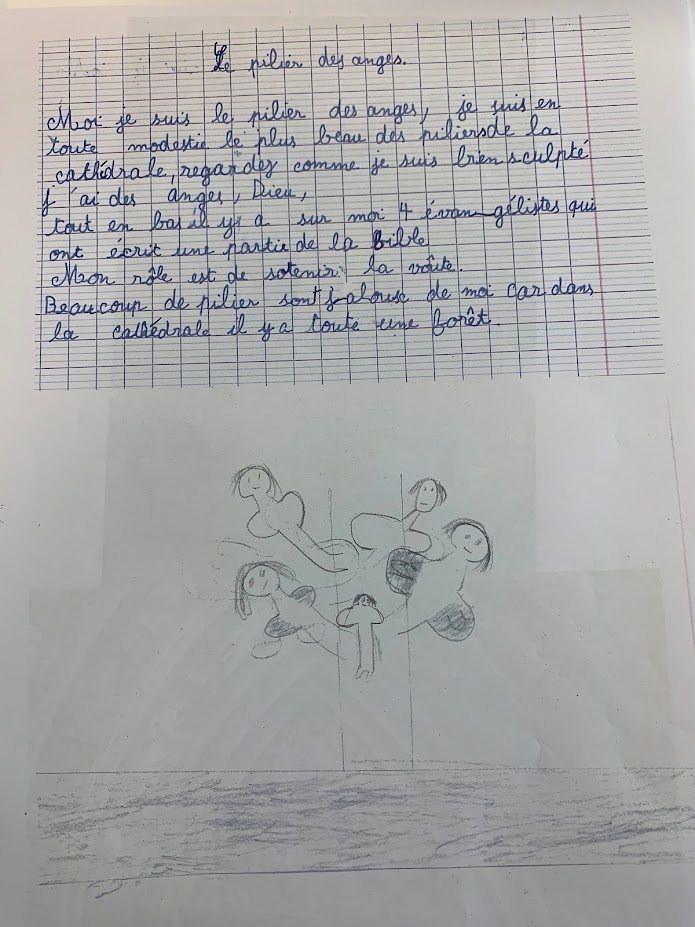 Le pilier des anges.
Moi je suis le pilier des anges, je suis en
toute modestie le plus beau des piliers de la
cathédrale, regardez comme je suis bien sculpté
j'ai des anges, Dieu,
tout en bas il y a sur moi 4 évangélistes qui
ont écrit une partie de la Bible
Mon rôle est de sotenir la voûte.
Beaucoup de pilier sont jalouse de moi car dans
la cathédrale il y a toute une forêt.